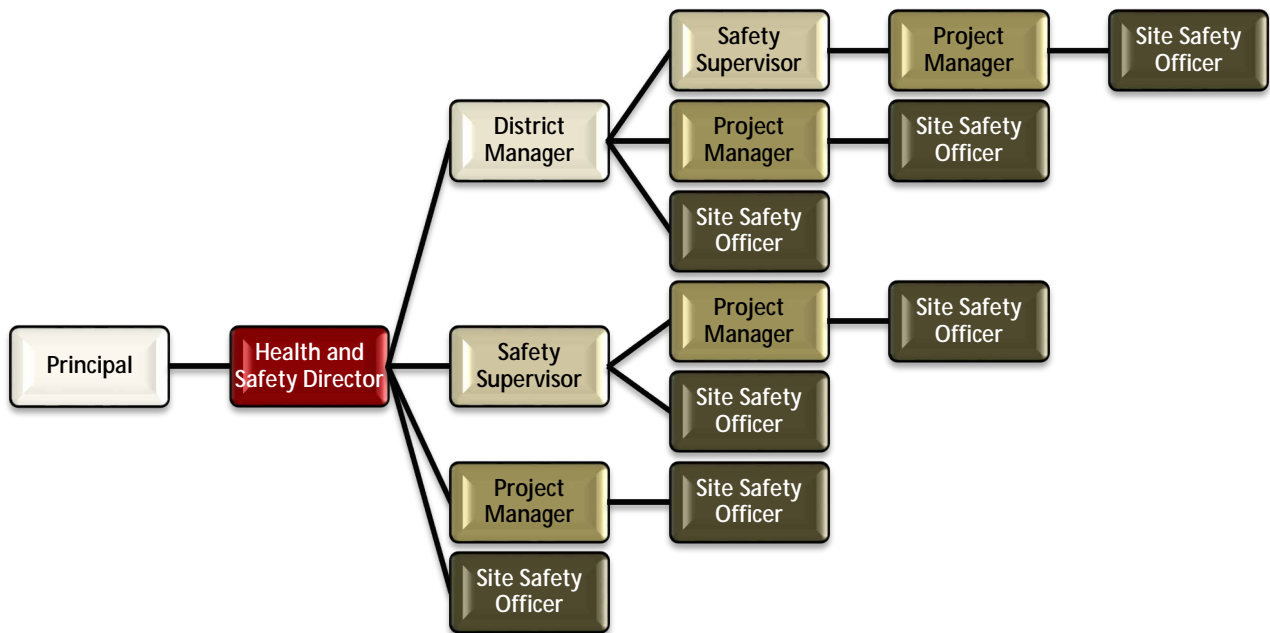 Safety
Supervisor
Project
Manager
Site Safety
Officer
District
Manager
Project
Manager
Site Safety
Officer
Site Safety
Officer
Project
Manager
Site Safety
Officer
Principal
Health and
Safety Director
Safety
Supervisor
Site Safety
Officer
Project
Manager
Site Safety
Officer
Site Safety
Officer